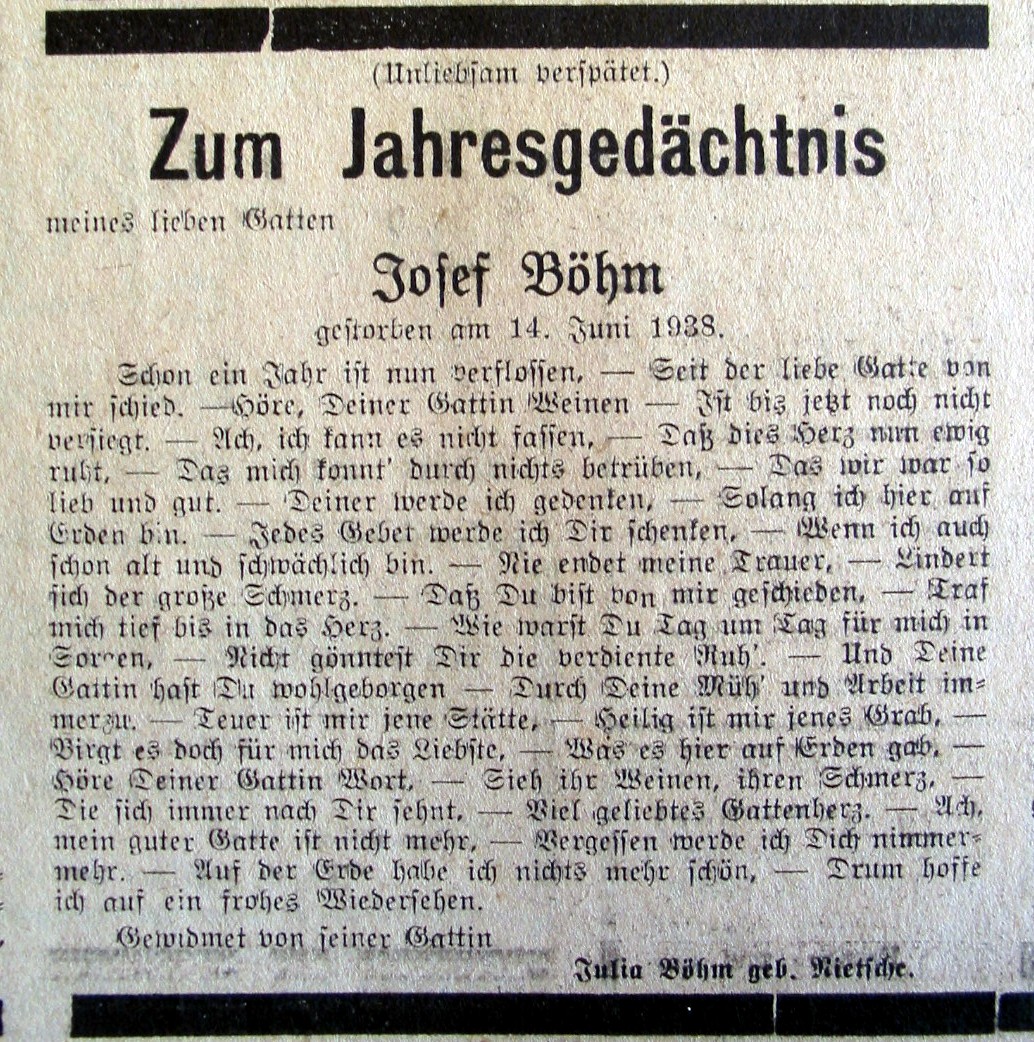 (Unliebsam verspätet.)
Zum Jahresgedächtnis
meines lieben Gatten
Josef Böhm
gestorben am 14. Juni 1938.
Schon ein Jahr ist nun verflossen, — Seit der liebe Gatte von
mir schied. — Höre, Deiner Gattin Weinen — Ist bis jetzt noch nicht
versiegt. — Ach, ich kann es nicht fassen, — Daß dies Herz nun ewig
ruht, — Das mich konnt' durch nichts betrüben, — Das wir war so
lieb und gut. — Deiner werde ich gedenken, — Solang ich hier auf
Erden bin. — Jedes Gebet werde ich Dir schenken, — Wenn ich auch
schon alt und schwächlich bin. — Nie endet meine Trauer, — Lindert
sich der große Schmerz. — Daß Du bist von mir geschieden, — Traf
mich tief bis in das Herz. — Wie warst Du Tag um Tag für mich in
Sorgen, — Nicht gönntest Dir die verdiente Ruh'. — Und Deine
Gattin hast Du wohlgeborgen — Durch Deine Müh' und Arbeit im-
merzu. — Teuer ist mir jene Stätte, — Heilig ist mir jenes Grab, —
Birgt es doch für mich das Liebste, — Was es hier auf Erden gab. —
Höre Deiner Gattin Wort, — Sieh ihr Weinen, ihren Schmerz, —
Die sich immer nach Dir sehnt, — Viel geliebtes Gattenherz. — Ach,
mein guter Gatte ist nicht mehr, — Vergessen werde ich Dich nimmer-
mehr. — Auf der Erde habe ich nichts mehr schön, — Drum hoffe
ich auf ein frohes Wiedersehen.
Gewidmet von seiner Gattin
Julia Böhm geb. Nietsche.